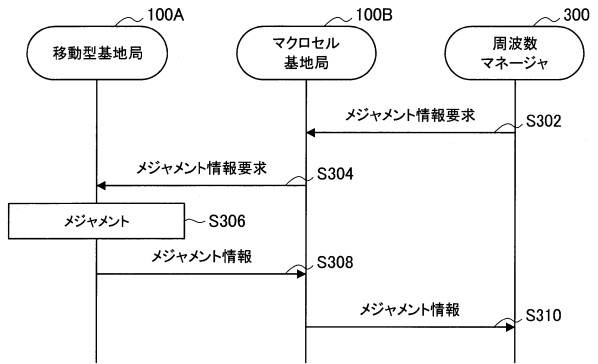 100A
100B
300
移動型基地局
マクロセル
基地局
周波数
マネージャ
メジャメント情報要求
S302
メジャメント情報要求
S304
メジャメント
S306
メジャメント情報
S308
メジャメント情報
S310